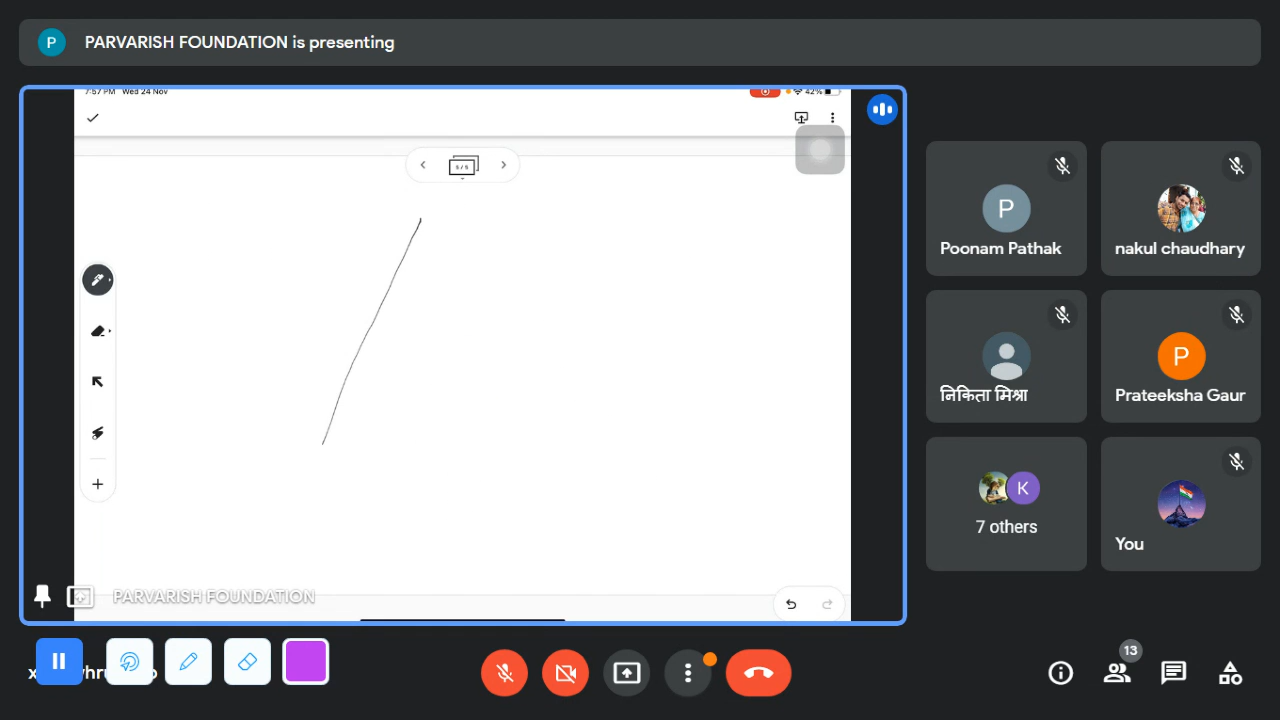 P PARVARISH FOUNDATION is presenting
7:57 PM Wed 24 Nov
42%
P
Poonam Pathak
nakul chaudhary
निकिता मिश्रा
P
Prateeksha Gaur
PARVARISH FOUNDATION
K
7 others
You
13